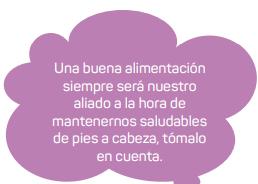 Una buena alimentación
siempre será nuestro
aliado a la hora de
mantenernos saludables
de pies a cabeza, tómalo
en cuenta.